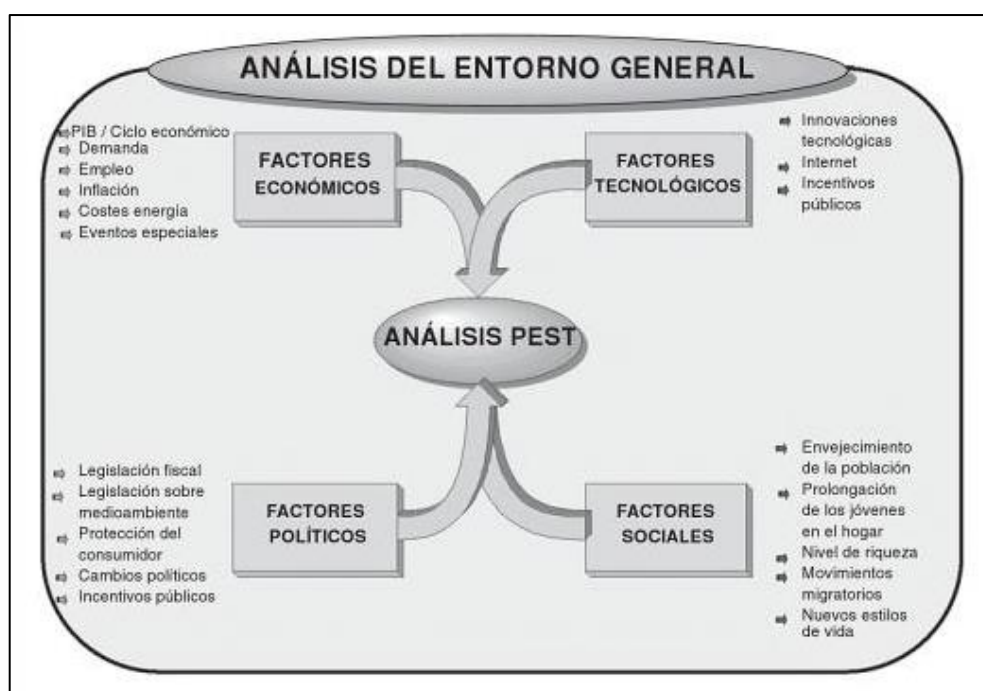 ANÁLISIS DEL ENTORNO GENERAL
PIB / Ciclo económico
Demanda
Empleo
Inflación
Costes energía
Eventos especiales
FACTORES
ECONÓMICOS
FACTORES
TECNOLÓGICOS
Innovaciones
tecnológicas
Internet
Incentivos
públicos
ANÁLISIS PEST
Legislación fiscal
Legislación sobre
medioambiente
Protección del
consumidor
Cambios políticos
Incentivos públicos
FACTORES
POLÍTICOS
FACTORES
SOCIALES
Envejecimiento
de la población
Prolongación
de los jóvenes
en el hogar
Nivel de riqueza
Movimientos
migratorios
Nuevos estilos
de vida